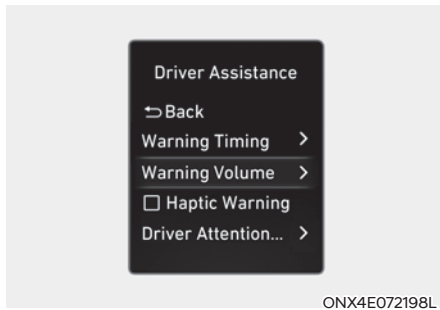 Driver Assistance
⮌ Back
Warning Timing >
Warning Volume >
☐ Haptic Warning
Driver Attention... >
ONX4E072198L